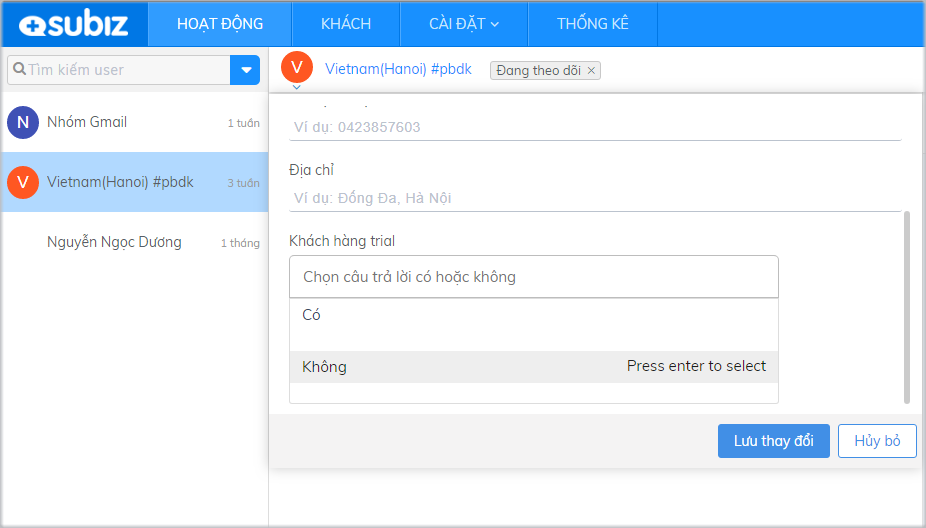 subiz
HOẠT ĐỘNG
KHÁCH
CÀI ĐẶT
THỐNG KÊ
Tìm kiếm user
V
Vietnam(Hanoi) #pbdk
Đang theo dõi ×
N
Nhóm Gmail
1 tuần
V
Vietnam(Hanoi) #pbdk
3 tuần
Nguyễn Ngọc Dương
1 tháng
Ví dụ: 0423857603
Địa chỉ
Ví dụ: Đống Đa, Hà Nội
Khách hàng trial
Chọn câu trả lời có hoặc không
Có
Không
Press enter to select
Lưu thay đổi
Hủy bỏ